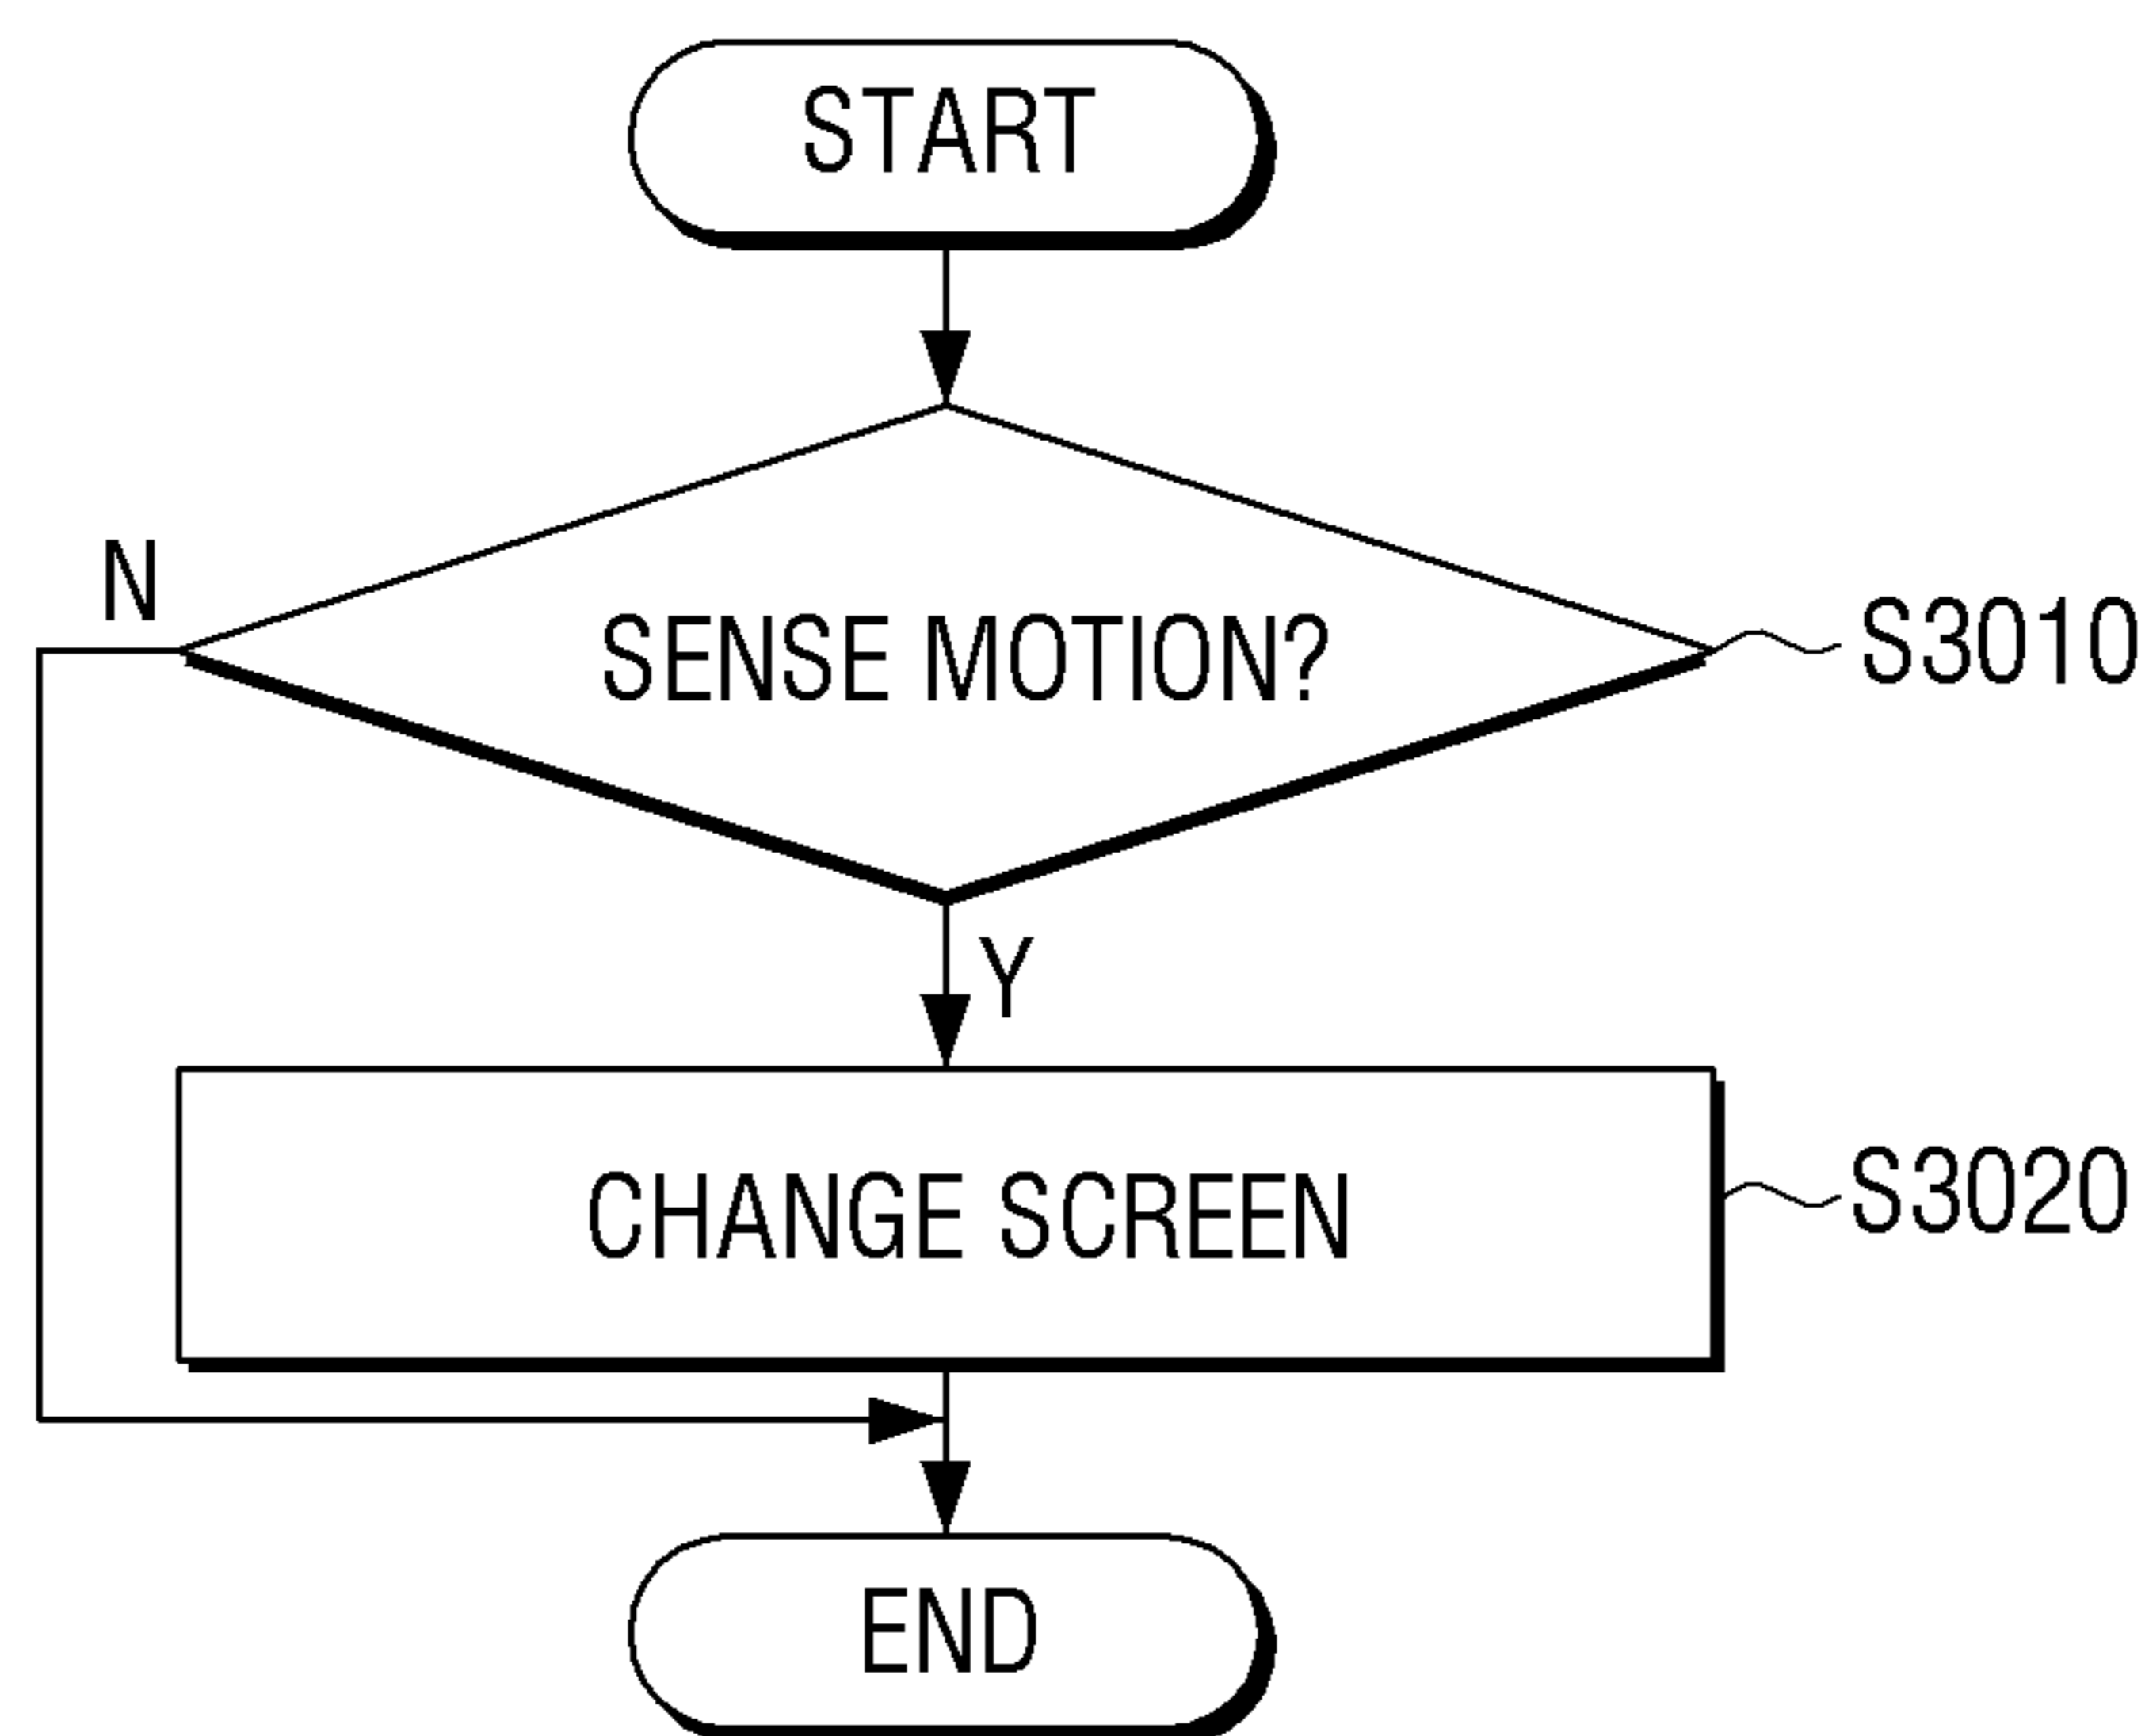 START
N
SENSE MOTION?
S3010
Y
CHANGE SCREEN
S3020
END